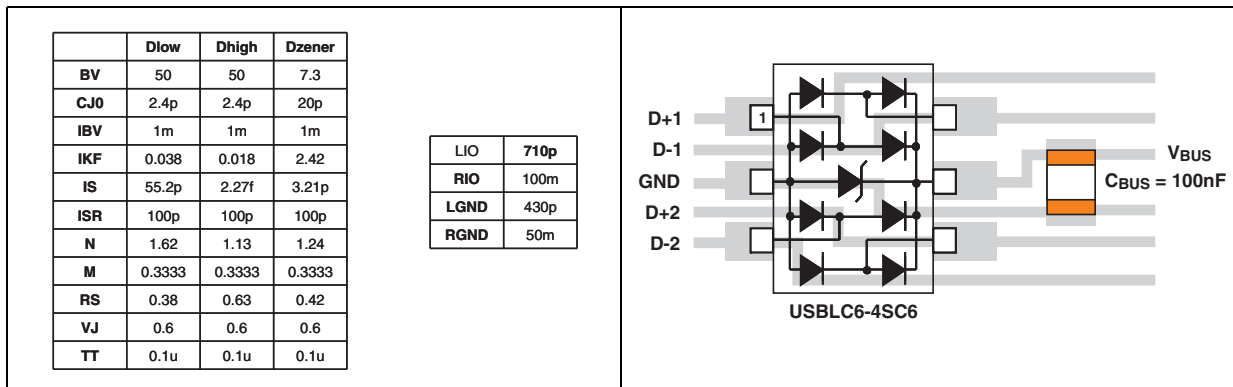 Dlow Dhigh Dzener
BV 50 50 7.3
CJ0 2.4p 2.4p 20p
IBV 1m 1m 1m
IKF 0.038 0.018 2.42
IS 55.2p 2.27f 3.21p
ISR 100p 100p 100p
N 1.62 1.13 1.24
M 0.3333 0.3333 0.3333
RS 0.38 0.63 0.42
VJ 0.6 0.6 0.6
TT 0.1u 0.1u 0.1u
LIO 710p
RIO 100m
LGND 430p
RGND 50m
D+1
1
D-1
GND
D+2
D-2
VBUS
CBUS = 100nF
USBLC6-4SC6